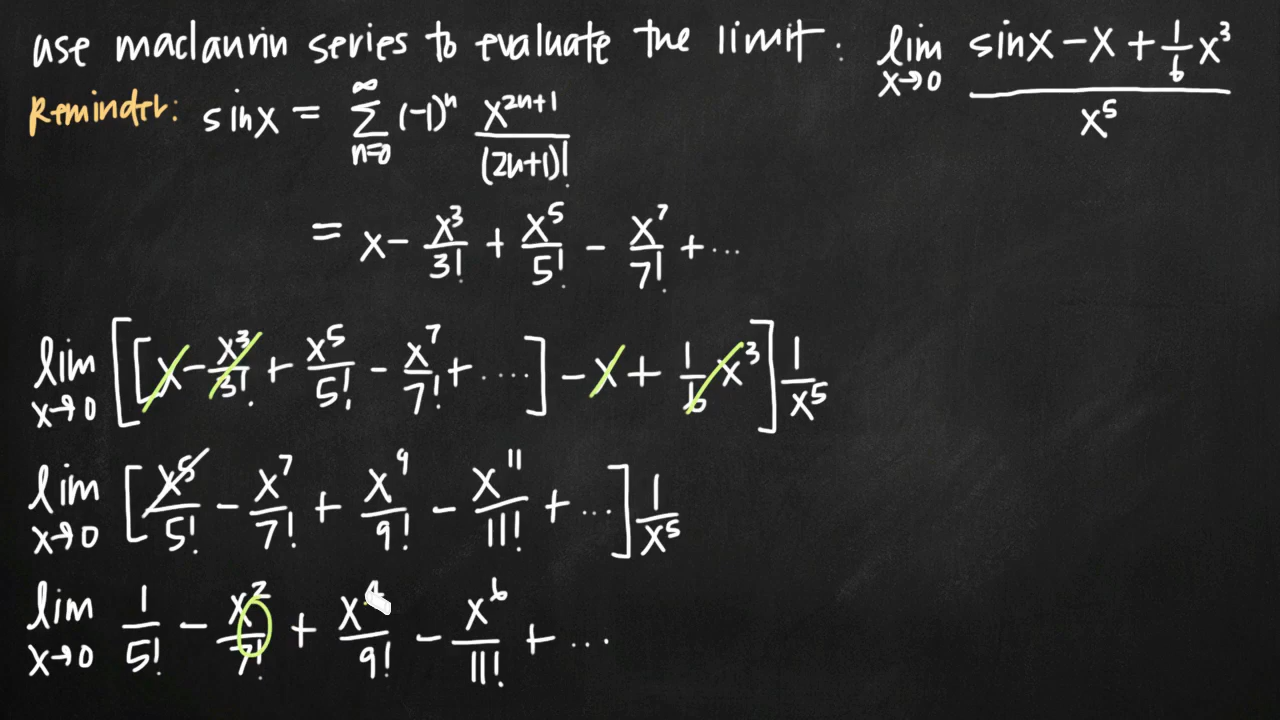 use maclaurin series to evaluate the limit: lim x→0 (sinx − x + 1/6 x³) / x⁵
Reminder: sinx = ∞ Σ n=0 (-1)ⁿ x²ⁿ⁺¹ / (2n+1)!
= x − x³/3! + x⁵/5! − x⁷/7! + ...
lim x→0 [[x − x³/3! + x⁵/5! − x⁷/7! + ....] − x + 1/6 x³] 1/x⁵
lim x→0 [x⁵/5! − x⁷/7! + x⁹/9! − x¹¹/11! + ...] 1/x⁵
lim x→0 1/5! − x²/7! + x⁴/9! − x⁶/11! + ...